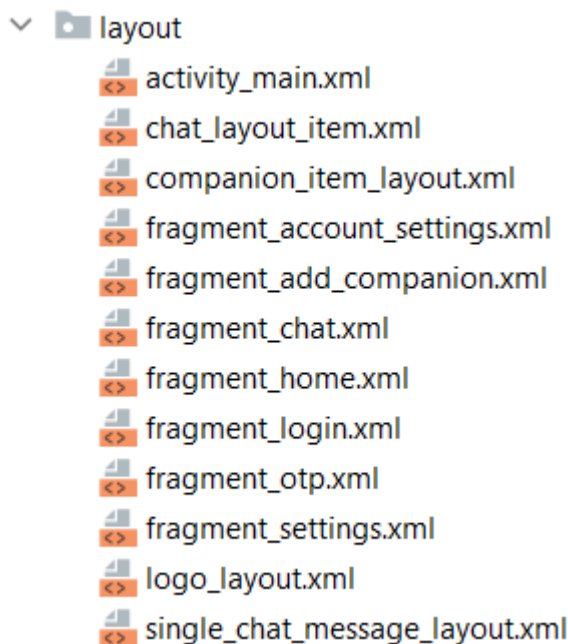 layout
activity_main.xml
chat_layout_item.xml
companion_item_layout.xml
fragment_account_settings.xml
fragment_add_companion.xml
fragment_chat.xml
fragment_home.xml
fragment_login.xml
fragment_otp.xml
fragment_settings.xml
logo_layout.xml
single_chat_message_layout.xml